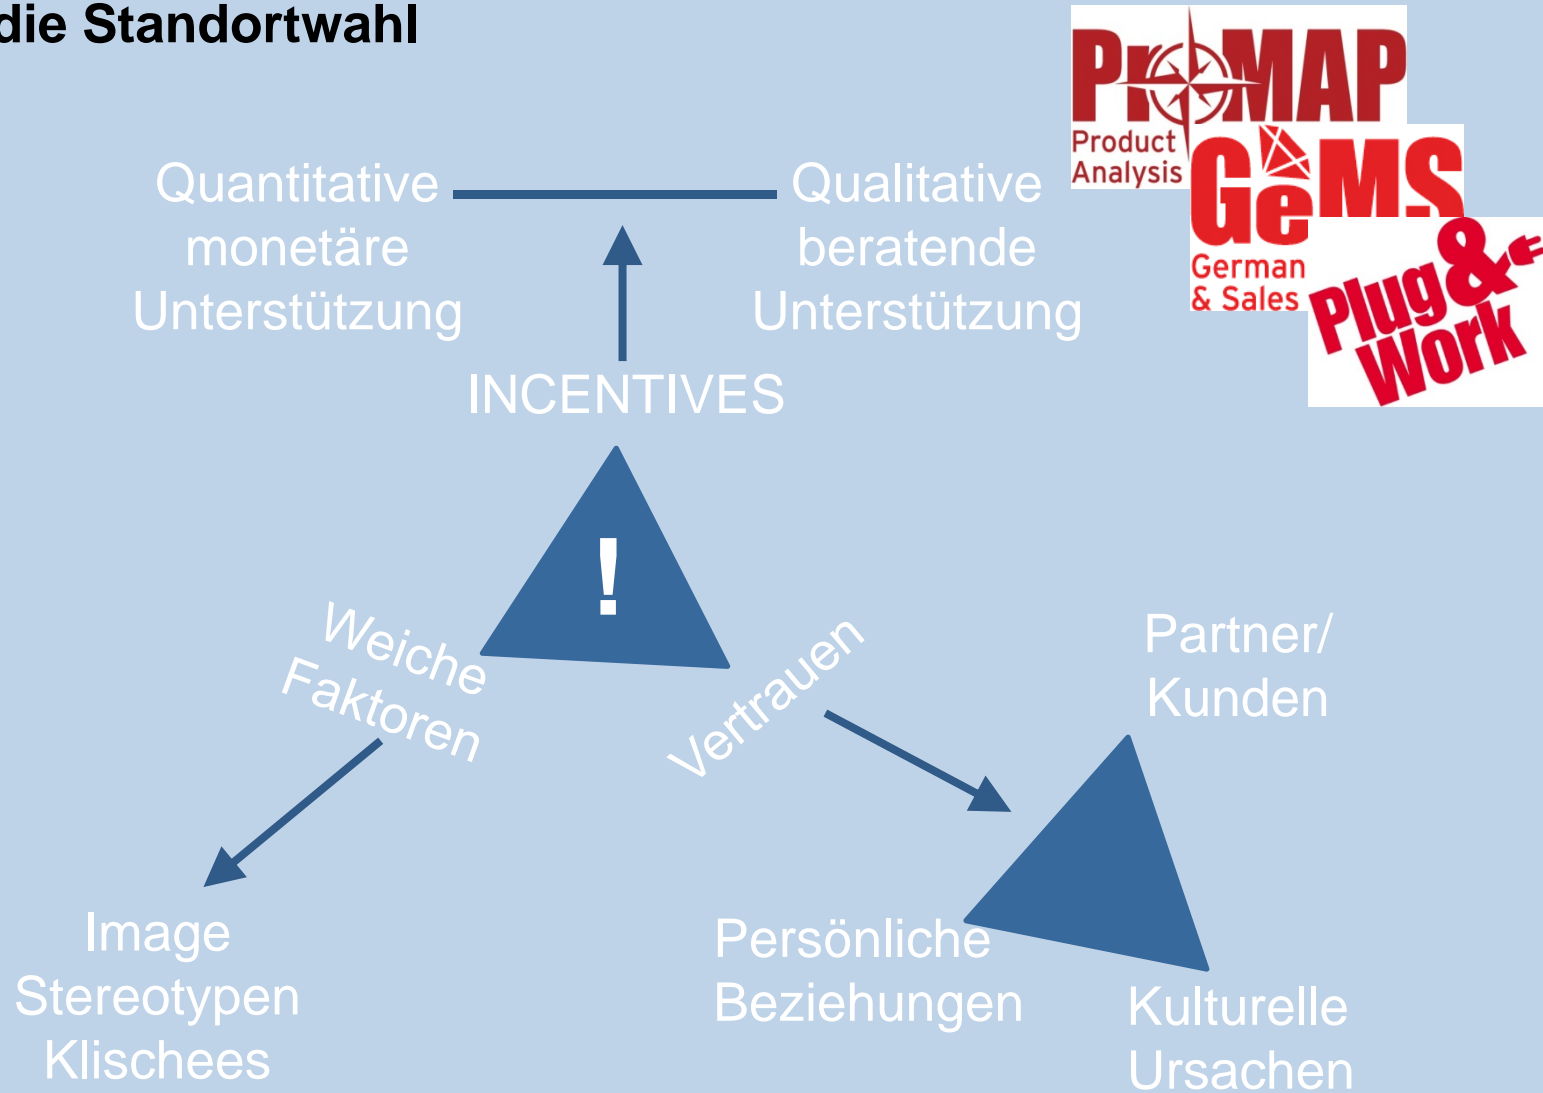 die Standortwahl
ProMAP
Product
Analysis
GeMS
German
& Sales
Plug&
Work
Quantitative
monetäre
Unterstützung
Qualitative
beratende
Unterstützung
INCENTIVES
!
Weiche
Faktoren
Vertrauen
Partner/
Kunden
Image
Stereotypen
Klischees
Persönliche
Beziehungen
Kulturelle
Ursachen